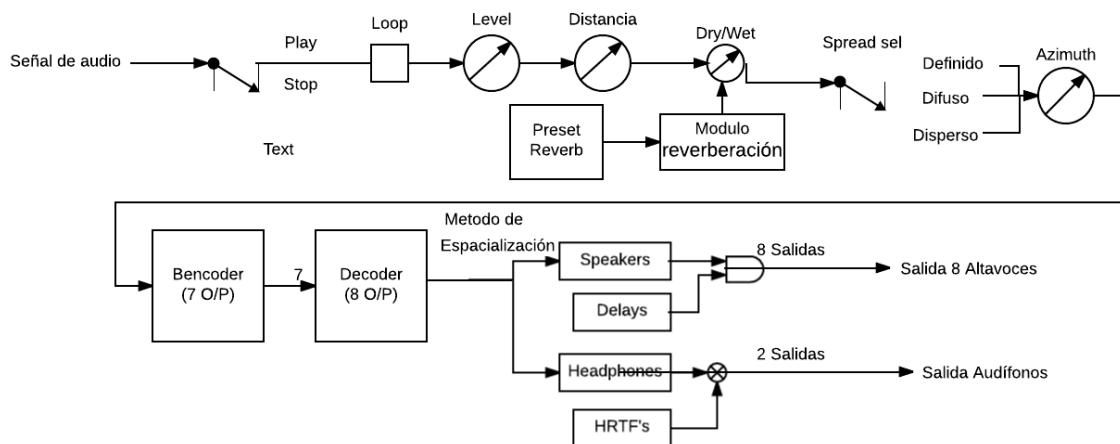 Señal de audio
Play
Stop
Loop
Level
Distancia
Dry/Wet
Spread sel
Definido
Difuso
Disperso
Azimuth
Text
Preset
Reverb
Modulo
reverberación
Bencoder
(7 O/P)
7
Decoder
(8 O/P)
Metodo de
Espacialización
Speakers
Delays
8 Salidas
Salida 8 Altavoces
Headphones
HRTF's
2 Salidas
Salida Audífonos